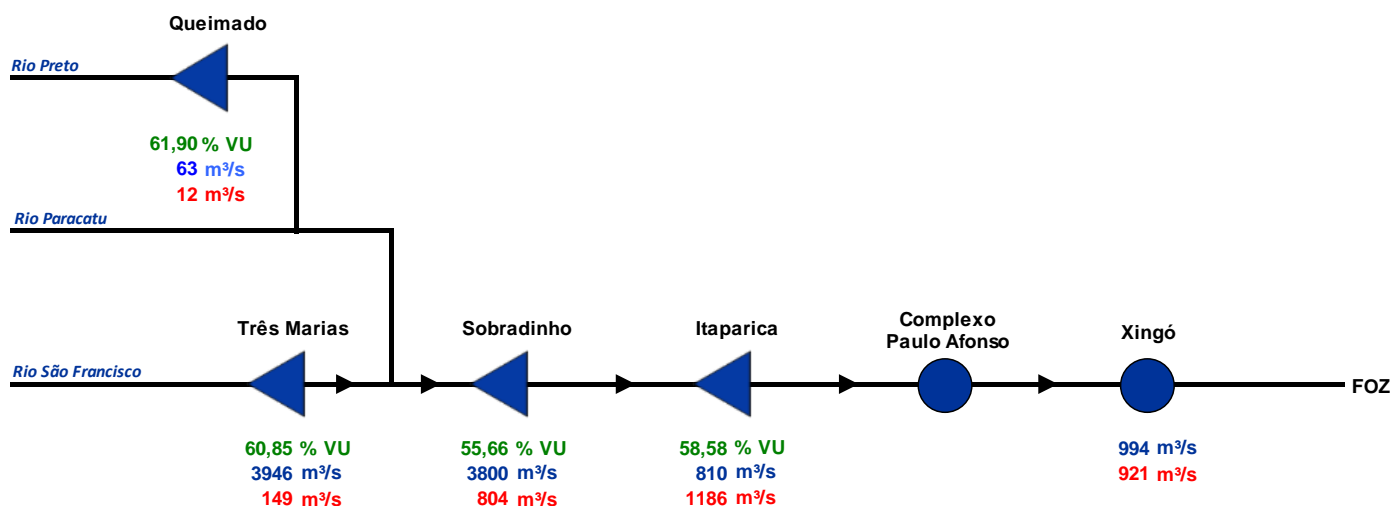 Queimado
Rio Preto
61,90 % VU
63 m³/s
12 m³/s
Rio Paracatu
Três Marias
Sobradinho
Itaparica
Complexo
Paulo Afonso
Xingó
Rio São Francisco
FOZ
60,85 % VU
3946 m³/s
149 m³/s
55,66 % VU
3800 m³/s
804 m³/s
58,58 % VU
810 m³/s
1186 m³/s
994 m³/s
921 m³/s